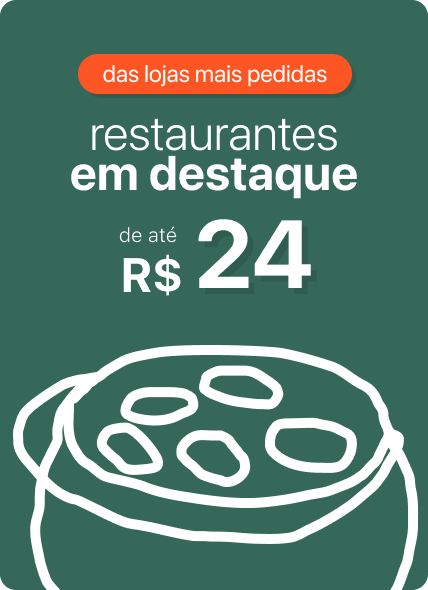 das lojas mais pedidas
restaurantes
em destaque
de até
R$ 24